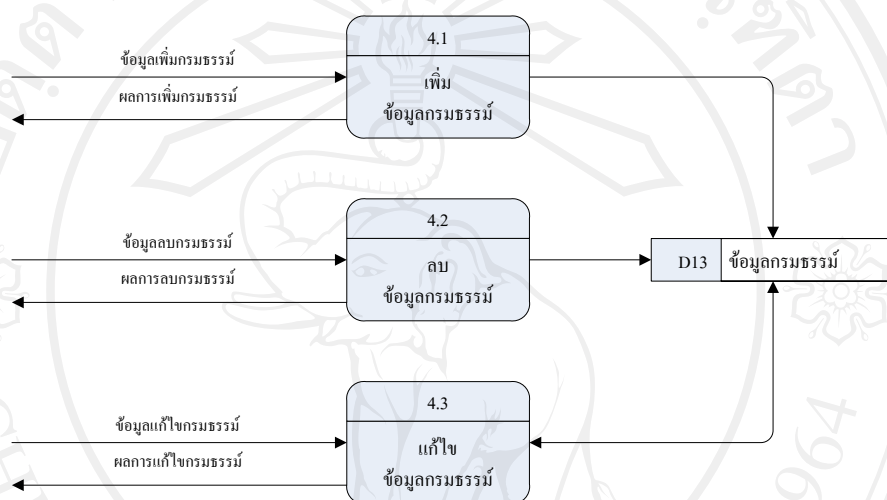 4.1
ข้อมูลเพิ่มกรมธรรม์
ผลการเพิ่มกรมธรรม์
เพิ่ม
ข้อมูลกรมธรรม์
4.2
ข้อมูลลบกรมธรรม์
ผลการลบกรมธรรม์
ลบ
ข้อมูลกรมธรรม์
D13 ข้อมูลกรมธรรม์
4.3
ข้อมูลแก้ไขกรมธรรม์
ผลการแก้ไขกรมธรรม์
แก้ไข
ข้อมูลกรมธรรม์
1964